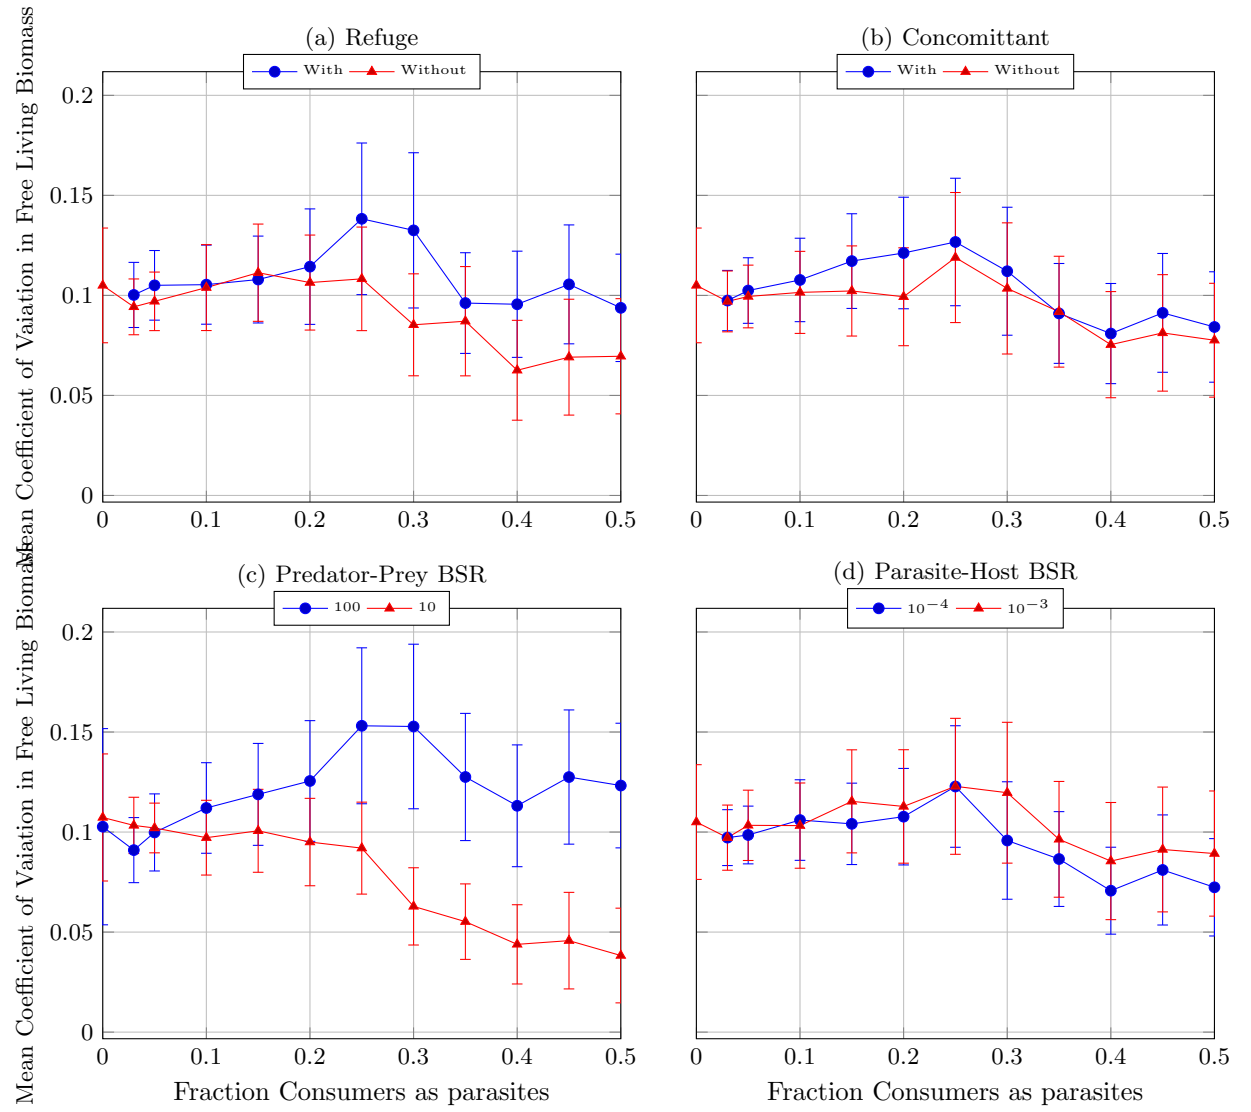 (a) Refuge
With Without
Mean Coefficient of Vaiation in Free Living Biomass
0.2
0.15
0.1
0.05
0
0 0.1 0.2 0.3 0.4 0.5
(b) Concomittant
With Without
0 0.1 0.2 0.3 0.4 0.5
(c) Predator-Prey BSR
100 10
Mean Coefficient of Vaiation in Free Living Biomass
0.2
0.15
0.1
0.05
0
0 0.1 0.2 0.3 0.4 0.5
Fraction Consumers as parasites
(d) Parasite-Host BSR
10⁻⁴ 10⁻³
0 0.1 0.2 0.3 0.4 0.5
Fraction Consumers as parasites